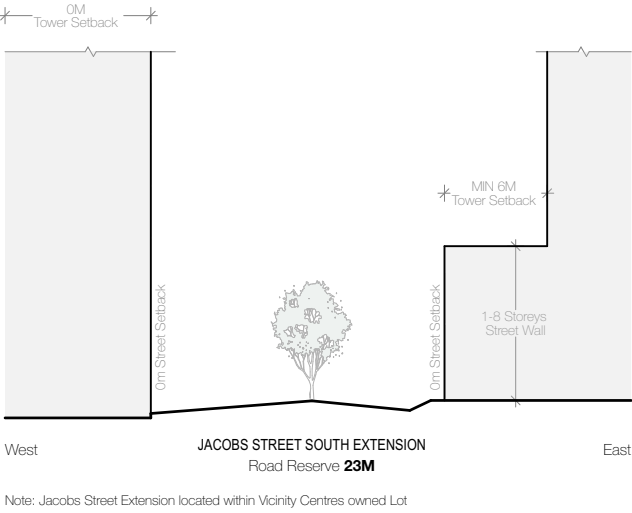 0M
Tower Setback
MIN 6M
Tower Setback
0m Street Setback
0m Street Setback
1-8 Storeys
Street Wall
West
JACOBS STREET SOUTH EXTENSION
East
Road Reserve 23M
Note: Jacobs Street Extension located within Vicinity Centres owned Lot